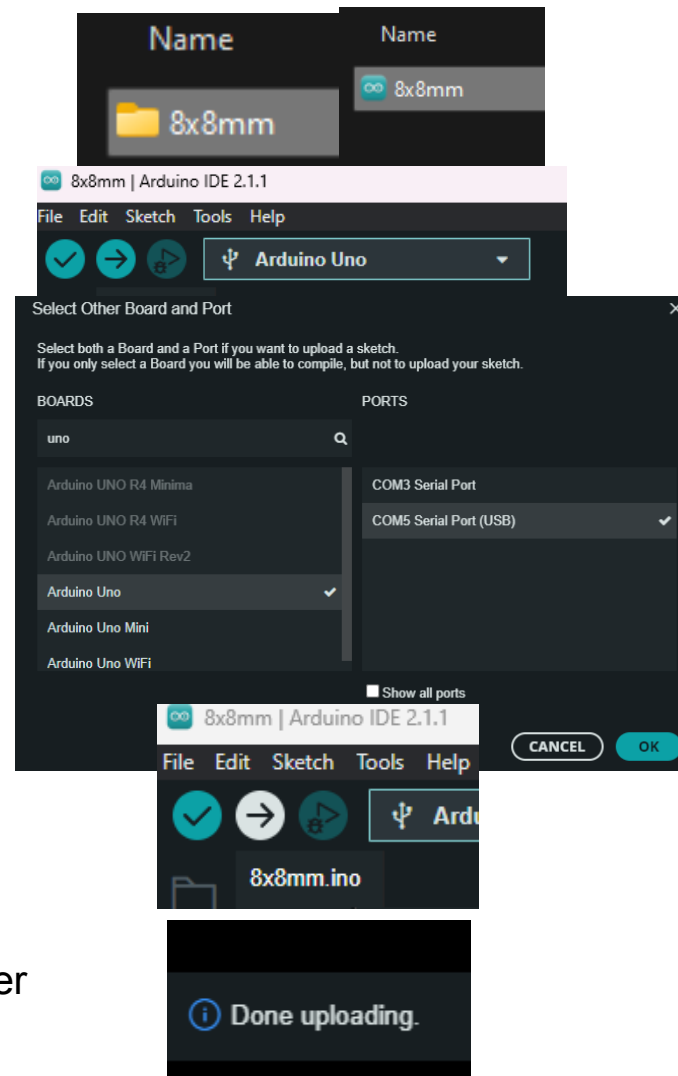 Name
Name
8x8mm
8x8mm
8x8mm | Arduino IDE 2.1.1
File Edit Sketch Tools Help
Arduino Uno
Select Other Board and Port
Select both a Board and a Port if you want to upload a sketch.
If you only select a Board you will be able to compile, but not to upload your sketch.
BOARDS
PORTS
uno
Arduino UNO R4 Minima
COM3 Serial Port
Arduino UNO R4 WiFi
COM5 Serial Port (USB)
Arduino UNO WiFi Rev2
Arduino Uno
Arduino Uno Mini
Arduino Uno WiFi
Show all ports
8x8mm | Arduino IDE 2.1.1
CANCEL OK
File Edit Sketch Tools Help
Ardu
8x8mm.ino
er
Done uploading.